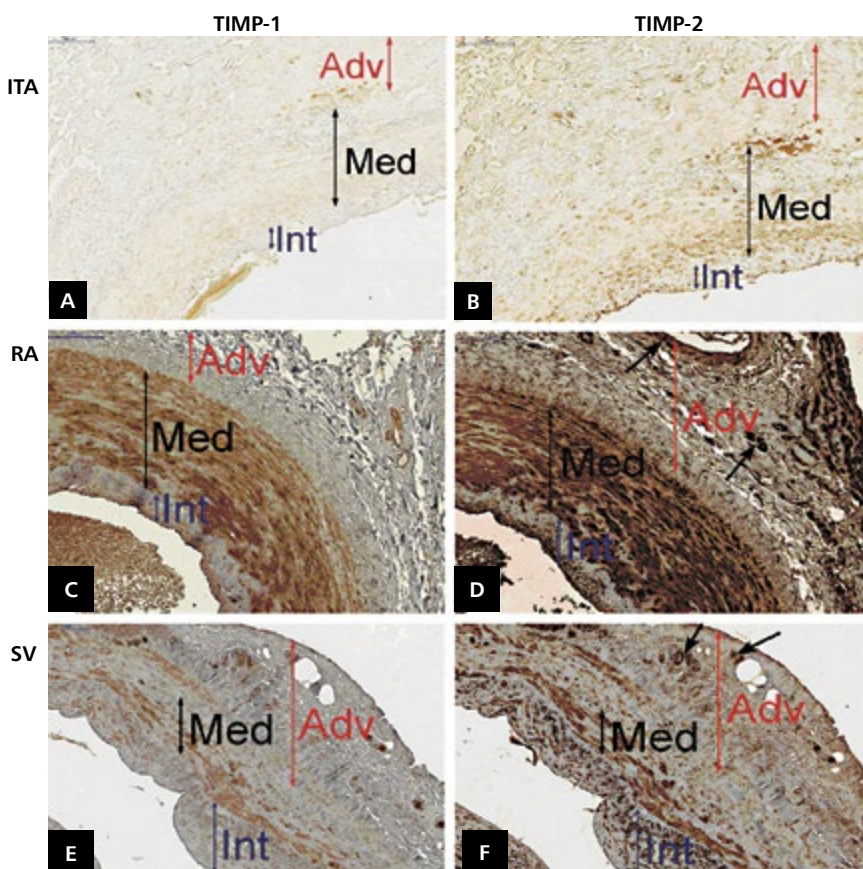 TIMP-1 TIMP-2
ITA
Adv Med Int A
Adv Med Int B
RA
Adv Med Int C
Adv Med Int D
SV
Adv Med Int E
Adv Med Int F